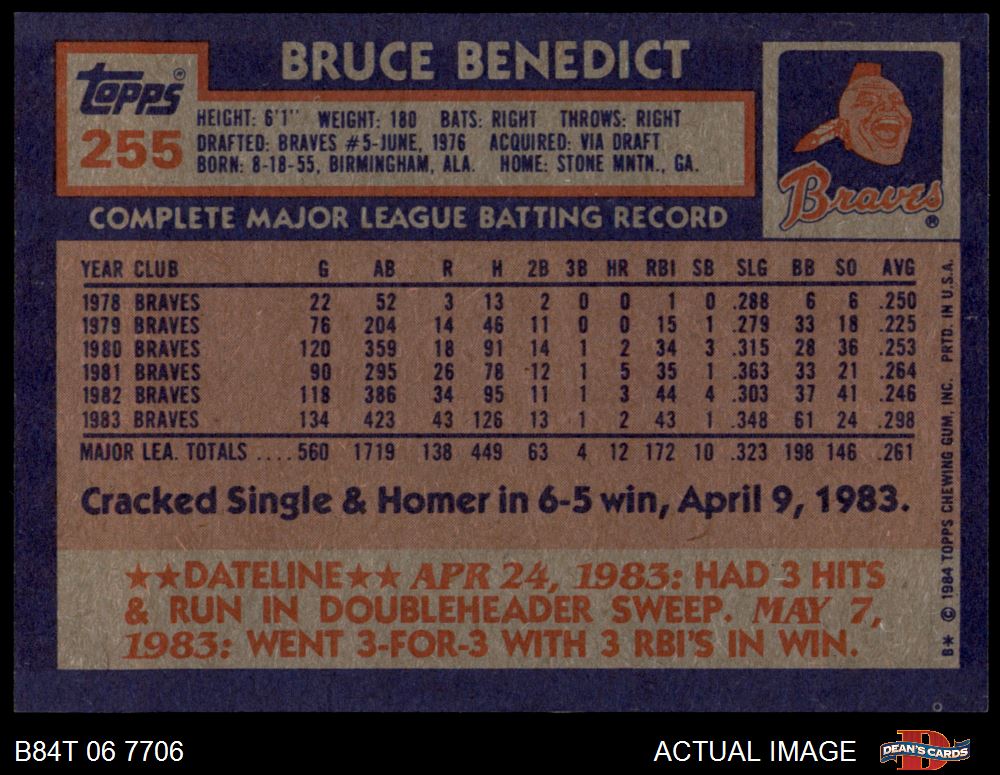 BRUCE BENEDICT
Topps®
255
HEIGHT: 6'1" WEIGHT: 180 BATS: RIGHT THROWS: RIGHT
DRAFTED: BRAVES #5-JUNE, 1976 ACQUIRED: VIA DRAFT
BORN: 8-18-55, BIRMINGHAM, ALA. HOME: STONE MNTN., GA.
Braves®
COMPLETE MAJOR LEAGUE BATTING RECORD
YEAR CLUB G AB R H 2B 3B HR RBI SB SLG BB SO AVG
1978 BRAVES 22 52 3 13 2 0 0 1 0 .288 6 6 .250
1979 BRAVES 76 204 14 46 11 0 0 15 1 .279 33 18 .225
1980 BRAVES 120 359 18 91 14 1 2 34 3 .315 28 36 .253
1981 BRAVES 90 295 26 78 12 1 5 35 1 .363 33 21 .264
1982 BRAVES 118 386 34 95 11 1 3 44 4 .303 37 41 .246
1983 BRAVES 134 423 43 126 13 1 2 43 1 .348 61 24 .298
MAJOR LEA. TOTALS ....560 1719 138 449 63 4 12 172 10 .323 198 146 .261
Cracked Single & Homer in 6-5 win, April 9, 1983.
★★DATELINE★★ APR 24, 1983: HAD 3 HITS
& RUN IN DOUBLEHEADER SWEEP. MAY 7,
1983: WENT 3-FOR-3 WITH 3 RBI'S IN WIN.
B* © 1984 TOPPS CHEWING GUM, INC. PRTD. IN U.S.A.
B84T 06 7706
ACTUAL IMAGE
D
DEAN'S CARDS